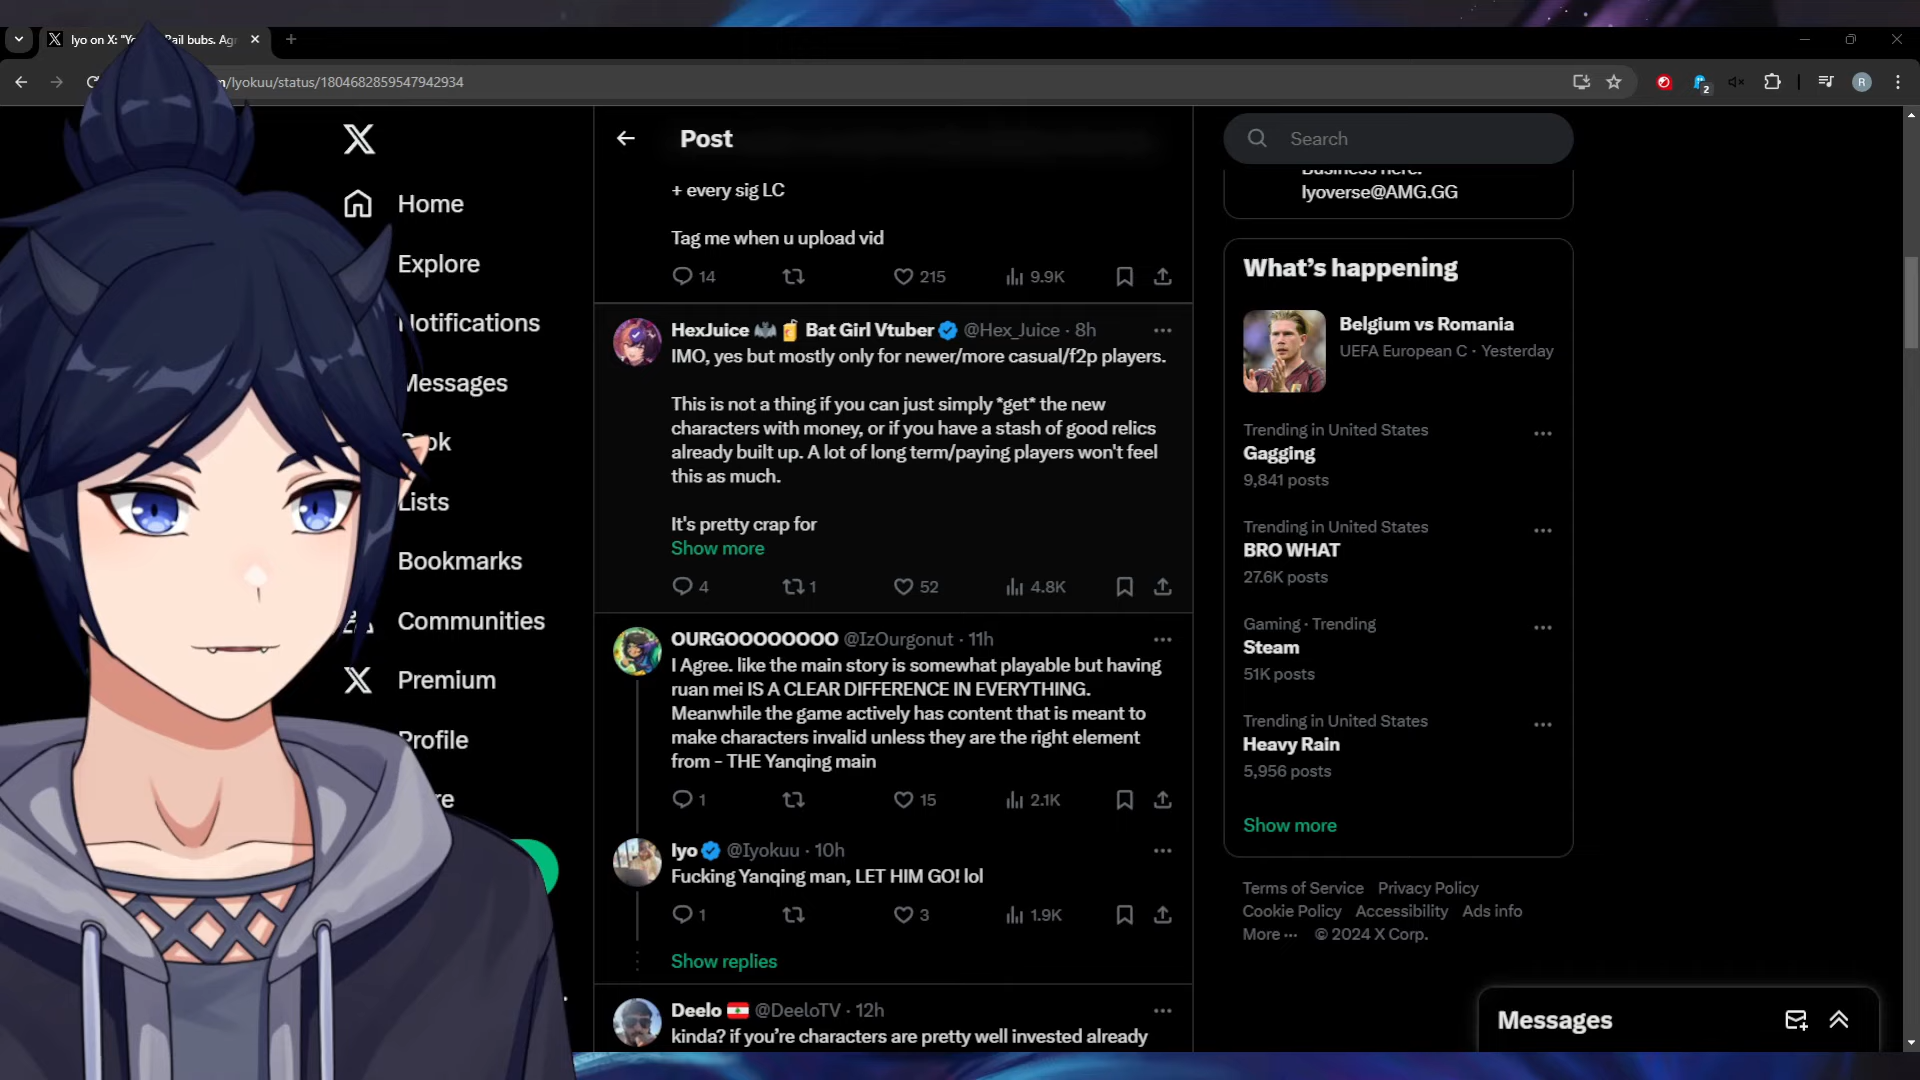 Iyo on X: "Yo Rail bubs. Agr
/Iyokuu/status/1804682859547942934
2
R
Home
Explore
Notifications
Messages
Lists
Bookmarks
Communities
Premium
Profile
Post
+ every sig LC
Tag me when u upload vid
14 215 9.9K
HexJuice 🦇🧃 Bat Girl Vtuber @Hex_Juice · 8h
IMO, yes but mostly only for newer/more casual/f2p players.
This is not a thing if you can just simply *get* the new
characters with money, or if you have a stash of good relics
already built up. A lot of long term/paying players won't feel
this as much.
It's pretty crap for
Show more
4 1 52 4.8K
OURGOOOOOOOO @IzOurgonut · 11h
I Agree. like the main story is somewhat playable but having
ruan mei IS A CLEAR DIFFERENCE IN EVERYTHING.
Meanwhile the game actively has content that is meant to
make characters invalid unless they are the right element
from - THE Yanqing main
1 15 2.1K
Iyo @Iyokuu · 10h
Fucking Yanqing man, LET HIM GO! lol
1 3 1.9K
Show replies
Deelo 🇱🇧 @DeeloTV · 12h
kinda? if you're characters are pretty well invested already
Search
Business here:
Iyoverse@AMG.GG
What's happening
Belgium vs Romania
UEFA European C · Yesterday
Trending in United States
Gagging
9,841 posts
Trending in United States
BRO WHAT
27.6K posts
Gaming · Trending
Steam
51K posts
Trending in United States
Heavy Rain
5,956 posts
Show more
Terms of Service Privacy Policy
Cookie Policy Accessibility Ads info
More ··· © 2024 X Corp.
Messages